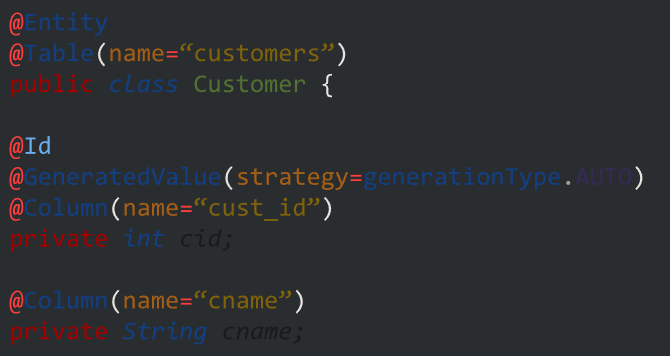 @Entity
@Table(name=“customers”)
public class Customer {
@Id
@GeneratedValue(strategy=generationType.AUTO)
@Column(name=“cust_id”)
private int cid;
@Column(name=“cname”)
private String cname;